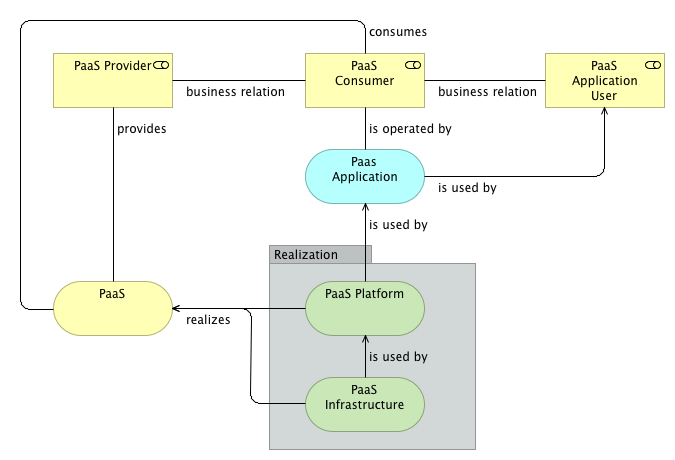 consumes
PaaS Provider
PaaS
Consumer
PaaS
Application
User
business relation
business relation
provides
is operated by
Paas
Application
is used by
is used by
Realization
PaaS
PaaS Platform
realizes
is used by
PaaS
Infrastructure